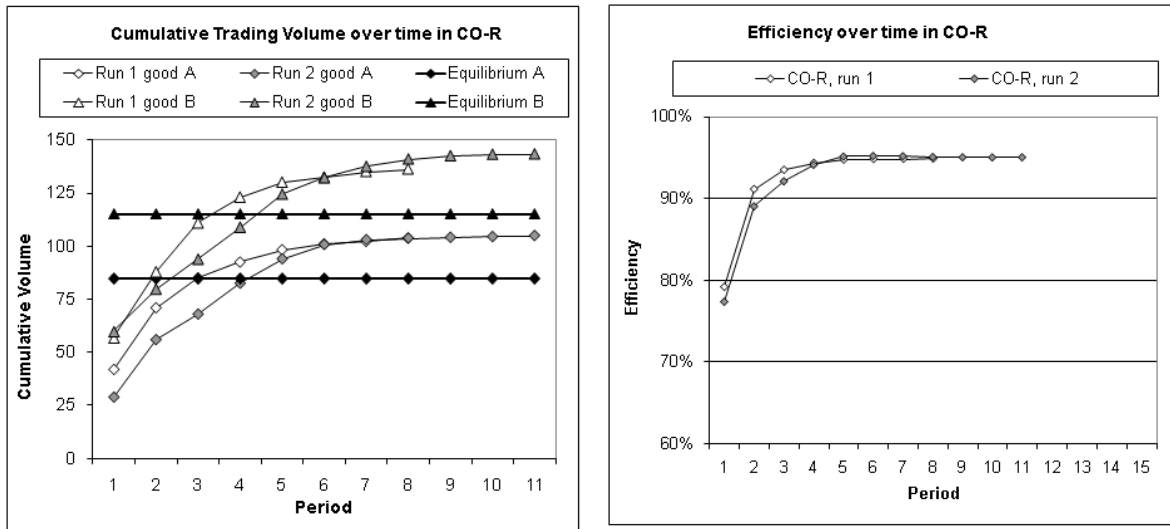 Cumulative Trading Volume over time in CO-R
Run 1 good A
Run 2 good A
Equilibrium A
Run 1 good B
Run 2 good B
Equilibrium B
Cumulative Volume
150
125
100
75
50
25
0
1 2 3 4 5 6 7 8 9 10 11
Period
Efficiency over time in CO-R
CO-R, run 1
CO-R, run 2
Efficiency
100%
90%
80%
70%
60%
1 2 3 4 5 6 7 8 9 10 11 12 13 14 15
Period